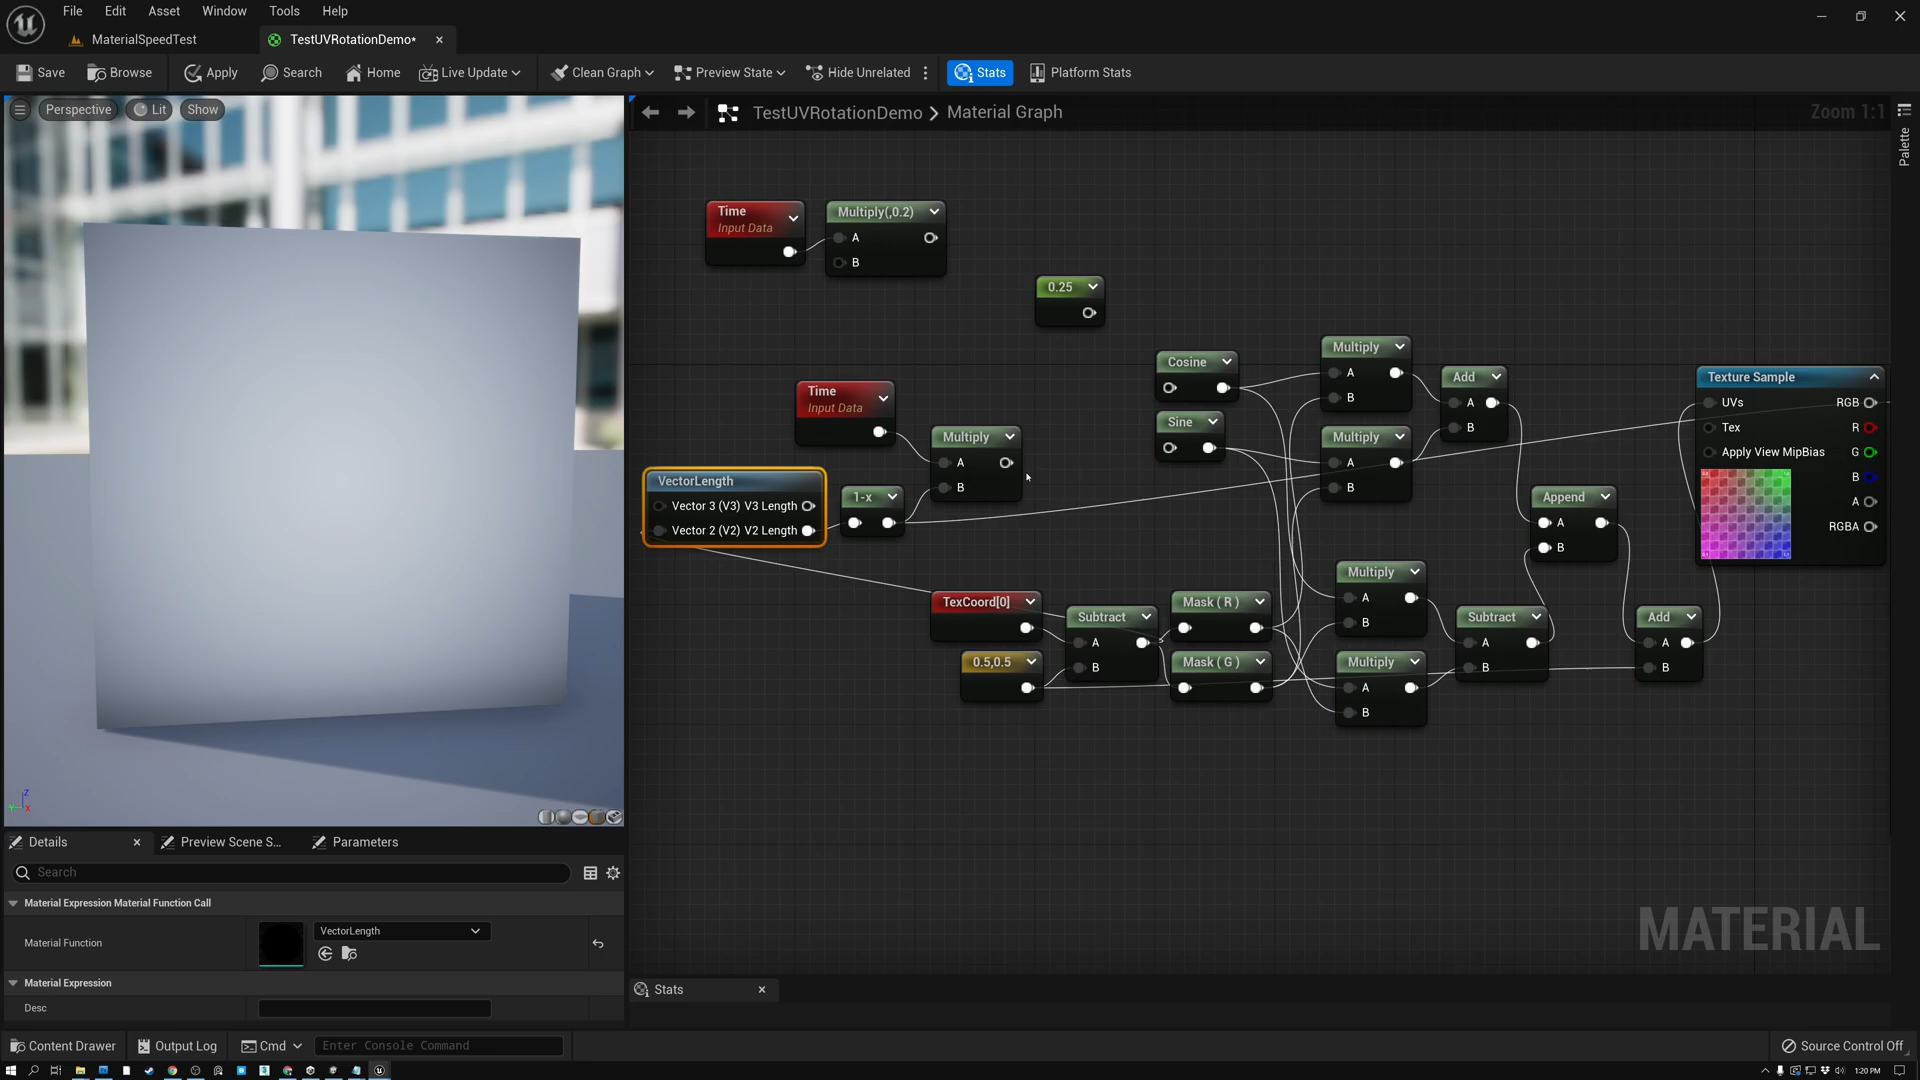 File Edit Asset Window Tools Help
MaterialSpeedTest
TestUVRotationDemo*
Save
Browse
Apply
Search
Home
Live Update
Clean Graph
Preview State
Hide Unrelated
Stats
Platform Stats
Perspective
Lit
Show
TestUVRotationDemo
Material Graph
Zoom 1:1
Palette
Time
Input Data
Multiply(,0.2)
A
B
0.25
Cosine
Sine
Multiply
A
B
Multiply
A
B
Add
A
B
Texture Sample
UVs RGB
Tex R
Apply View MipBias G
B
A
RGBA
Time
Input Data
Multiply
A
B
VectorLength
Vector 3 (V3) V3 Length
Vector 2 (V2) V2 Length
1-x
Append
A
B
TexCoord[0]
0.5,0.5
Subtract
A
B
Mask ( R )
Mask ( G )
Multiply
A
B
Multiply
A
B
Subtract
A
B
Add
A
B
MATERIAL
Z
X
Details
Preview Scene S...
Parameters
Search
Material Expression Material Function Call
Material Function
VectorLength
Material Expression
Desc
Stats
Content Drawer
Output Log
Cmd
Enter Console Command
Source Control Off
1:20 PM